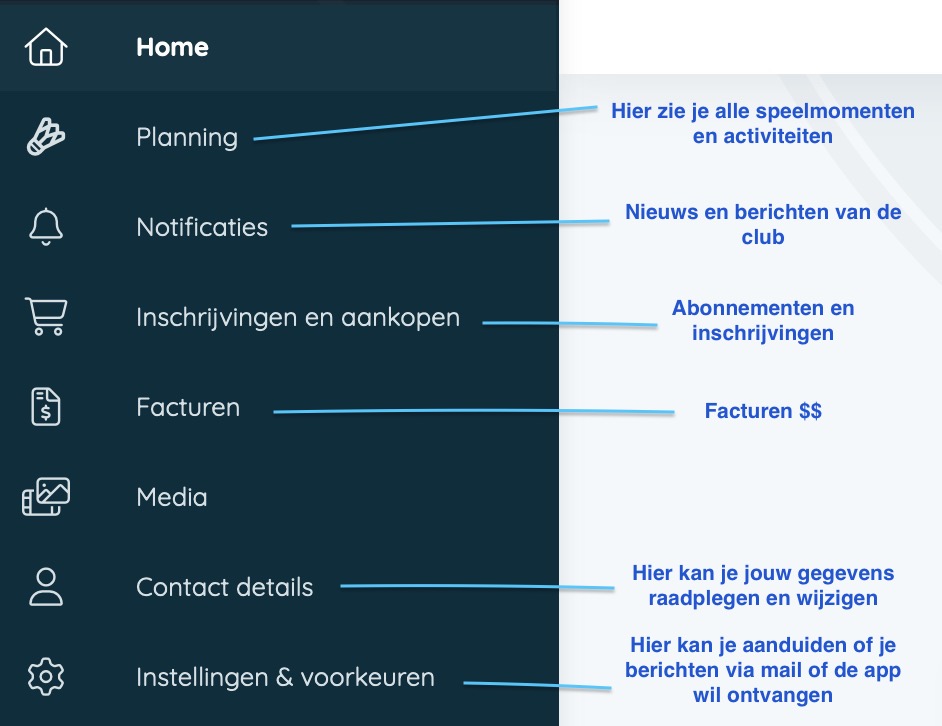 Home
Planning
Hier zie je alle speelmomenten
en activiteiten
Notificaties
Nieuws en berichten van de
club
Inschrijvingen en aankopen
Abonnementen en
inschrijvingen
Facturen
Facturen $$
Media
Contact details
Hier kan je jouw gegevens
raadplegen en wijzigen
Instellingen & voorkeuren
Hier kan je aanduiden of je
berichten via mail of de app
wil ontvangen